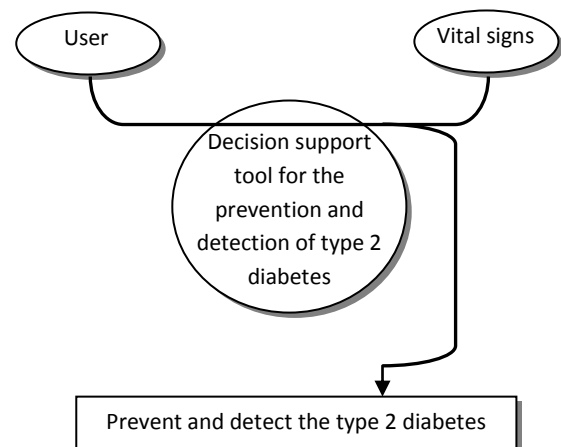 User
Vital signs
Decision support
tool for the
prevention and
detection of type 2
diabetes
Prevent and detect the type 2 diabetes